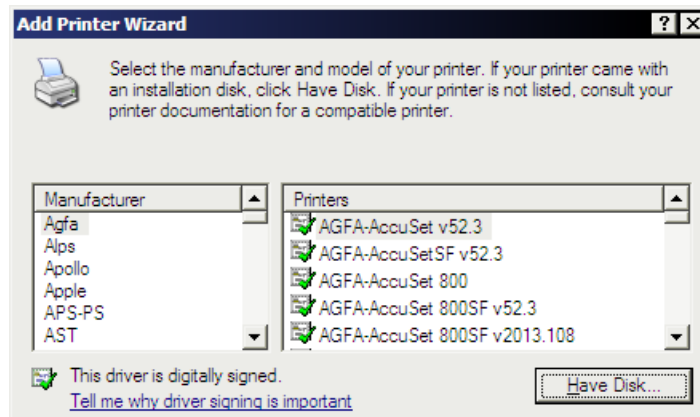 Add Printer Wizard
Select the manufacturer and model of your printer. If your printer came with
an installation disk, click Have Disk. If your printer is not listed, consult your
printer documentation for a compatible printer.
Manufacturer
Agfa
Alps
Apollo
Apple
APS-PS
AST
Printers
AGFA-AccuSet v52.3
AGFA-AccuSetSF v52.3
AGFA-AccuSet 800
AGFA-AccuSet 800SF v52.3
AGFA-AccuSet 800SF v2013.108
This driver is digitally signed.
Tell me why driver signing is important
Have Disk...